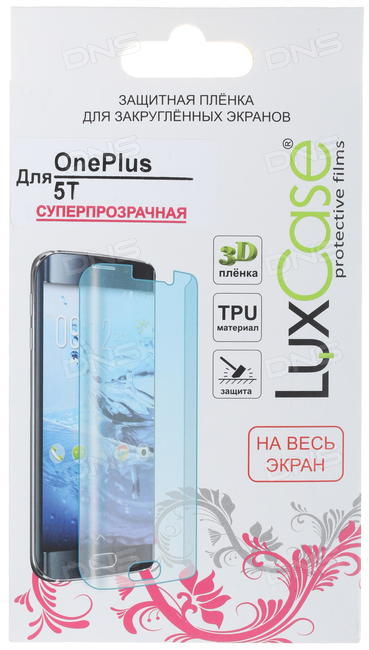 ЗАЩИТНАЯ ПЛЁНКА
ДЛЯ ЗАКРУГЛЁННЫХ ЭКРАНОВ
Для OnePlus
5T
СУПЕРПРОЗРАЧНАЯ
3D
плёнка
TPU
материал
защита
LuxCase®
protective films
НА ВЕСЬ
ЭКРАН
DNS